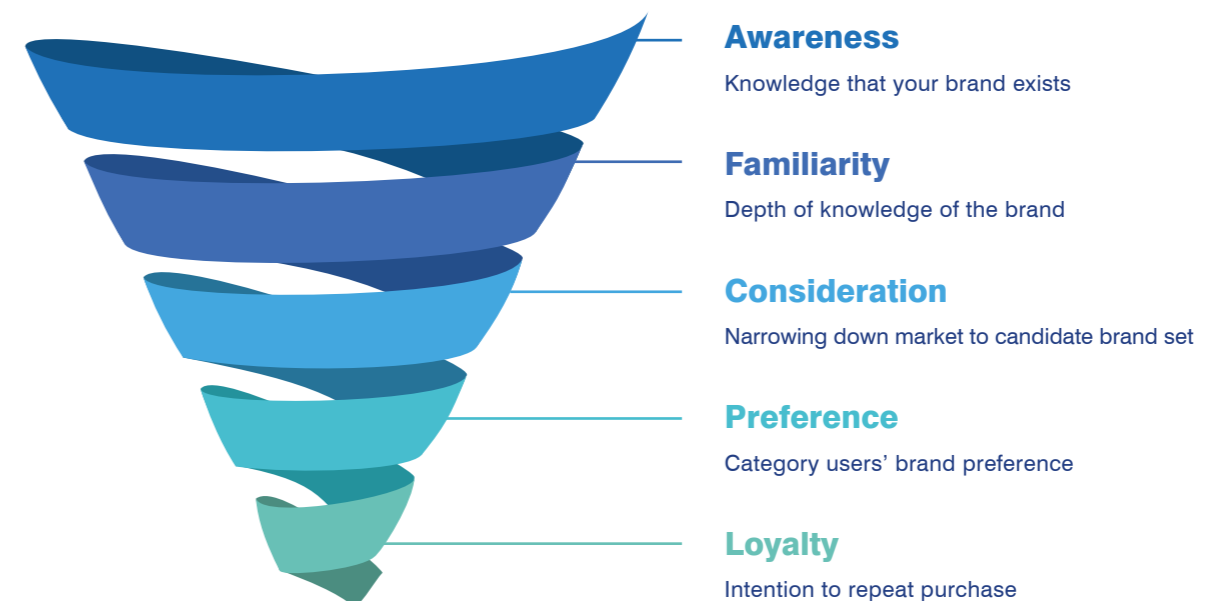 Awareness
Knowledge that your brand exists
Familiarity
Depth of knowledge of the brand
Consideration
Narrowing down market to candidate brand set
Preference
Category users’ brand preference
Loyalty
Intention to repeat purchase